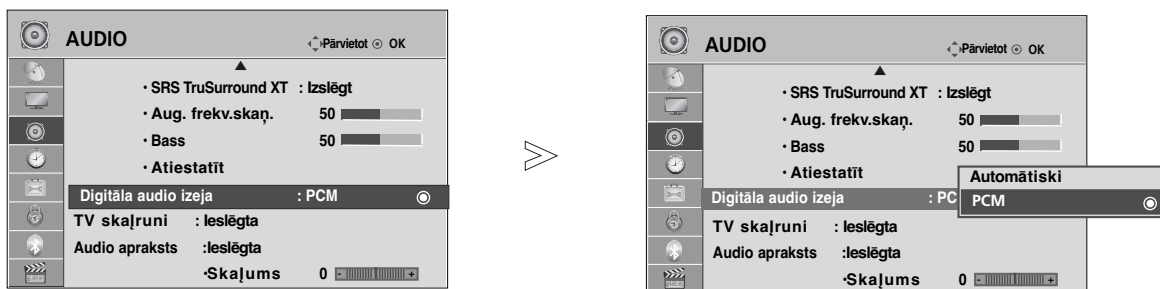 AUDIO
Pārvietot OK
• SRS TruSurround XT : Izslēgt
• Aug. frekv.skaņ. 50
• Bass 50
• Atiestatīt
Digitāla audio izeja : PCM
TV skaļruni : Ieslēgta
Audio apraksts :Ieslēgta
•Skaļums 0 - +
>
AUDIO
Pārvietot OK
• SRS TruSurround XT : Izslēgt
• Aug. frekv.skaņ. 50
• Bass 50
• Atiestatīt
Digitāla audio izeja : PC
Automātiski
PCM
TV skaļruni : Ieslēgta
Audio apraksts :Ieslēgta
•Skaļums 0 - +